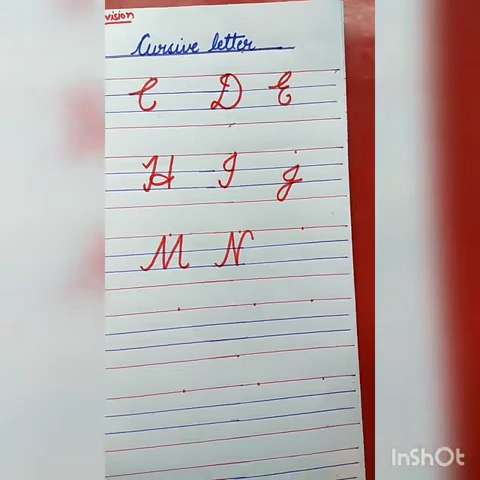 vision
Cursive letter
C D E
H I J
M N
InShOt